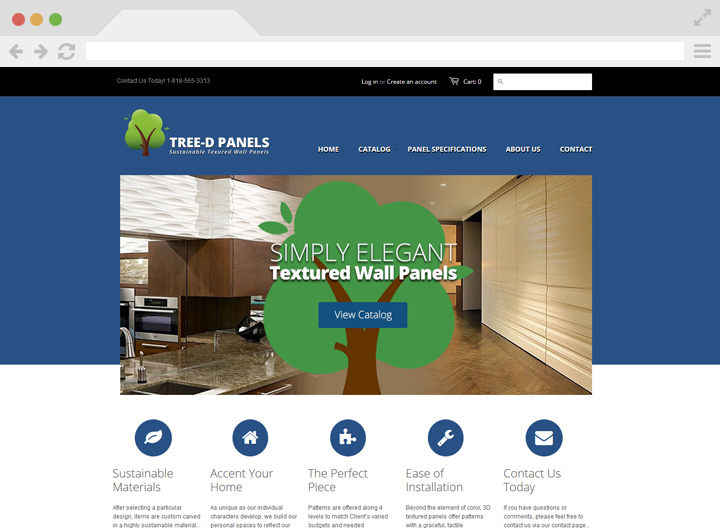 Contact Us Today! 1-818-565-3313
Log in or Create an account
Cart: 0
TREE-D PANELS
Sustainable Texured Wall Panels
HOME CATALOG PANEL SPECIFICATIONS ABOUT US CONTACT
SIMPLY ELEGANT
Textured Wall Panels
View Catalog
Sustainable
Materials
After selecting a particular
design, items are custom carved
in a highly sustainable material...
Accent Your
Home
As unique as our individual
characters develop, we build our
personal spaces to reflect our
The Perfect
Piece
Patterns are offered along 4
levels to match Client's varied
budgets and needed
Ease of
Installation
Beyond the element of color, 3D
textured panels offer patterns
with a graceful, tactile
Contact Us
Today
If you have questions or
comments, please feel free to
contact us via our contact page...